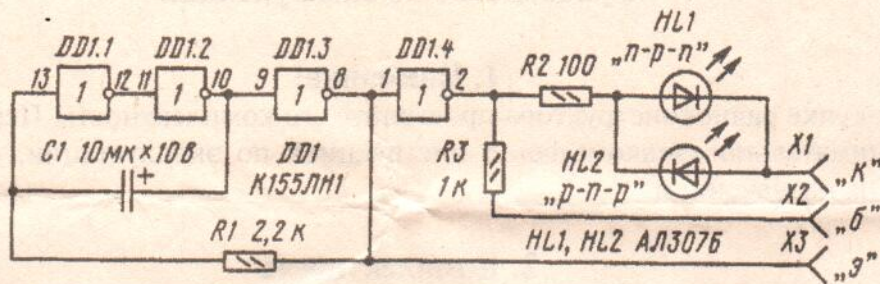 DD1.1
DD1.2
DD1.3
DD1.4
HL1
„п-р-п"
R2 100
13
1
12
11
1
10
9
1
8
1
1
2
C1 10мк×10В
+
DD1
К155ЛН1
R3
1к
HL2
„р-п-р"
X1
„К"
X2
„б"
R1 2,2к
HL1, HL2 АЛ307Б
X3
„Э"